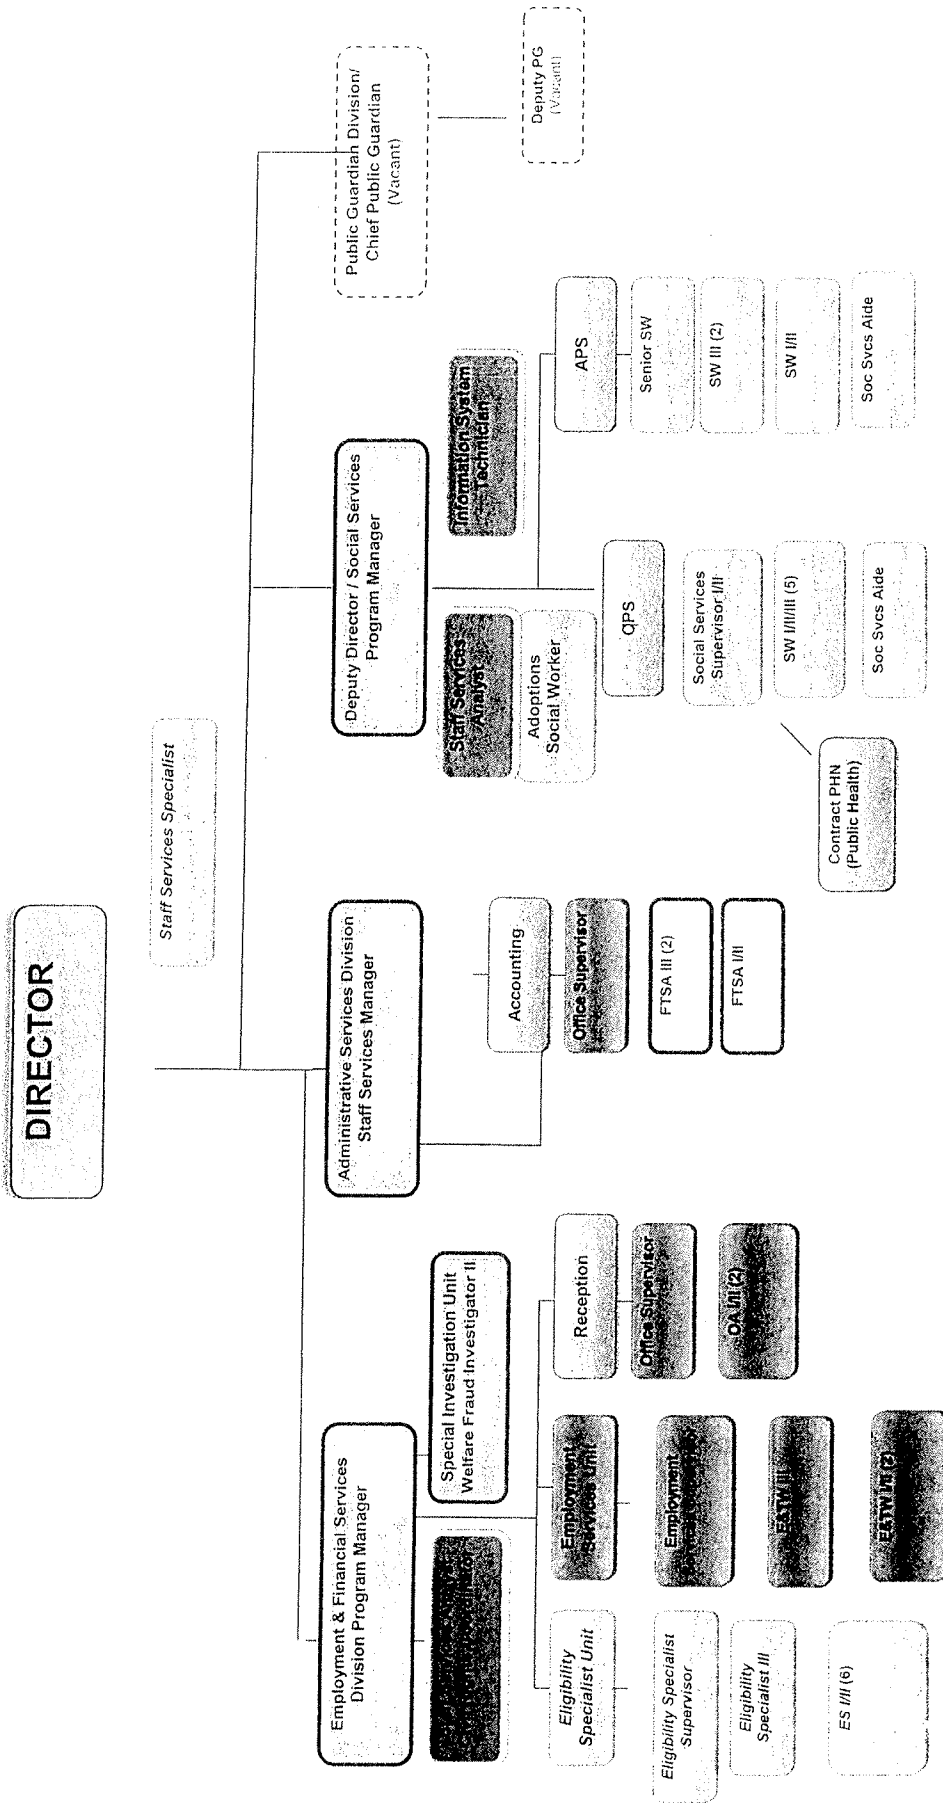 DIRECTOR
Staff Services Specialist
Employment & Financial Services
Division Program Manager
Administrative Services Division
Staff Services Manager
Deputy Director / Social Services
Program Manager
Public Guardian Division/
Chief Public Guardian
(Vacant)
Special Investigation Unit
Welfare Fraud Investigator II
Staff Services
Analyst
Adoptions
Social Worker
Information System
Technician
Deputy PG
(Vacant)
Eligibility
Specialist Unit
Eligibility Specialist
Supervisor
Eligibility
Specialist III
ES I/II (6)
Employment
Services Unit
Employment
E&TW III
E&TW I/II (2)
Reception
Office Supervisor
OA I/II (2)
Accounting
Office Supervisor
FTSA III (2)
FTSA I/II
CPS
Social Services
Supervisor I/II
SW I/II/III (5)
Soc Svcs Aide
Contract PHN
(Public Health)
APS
Senior SW
SW III (2)
SW I/II
Soc Svcs Aide